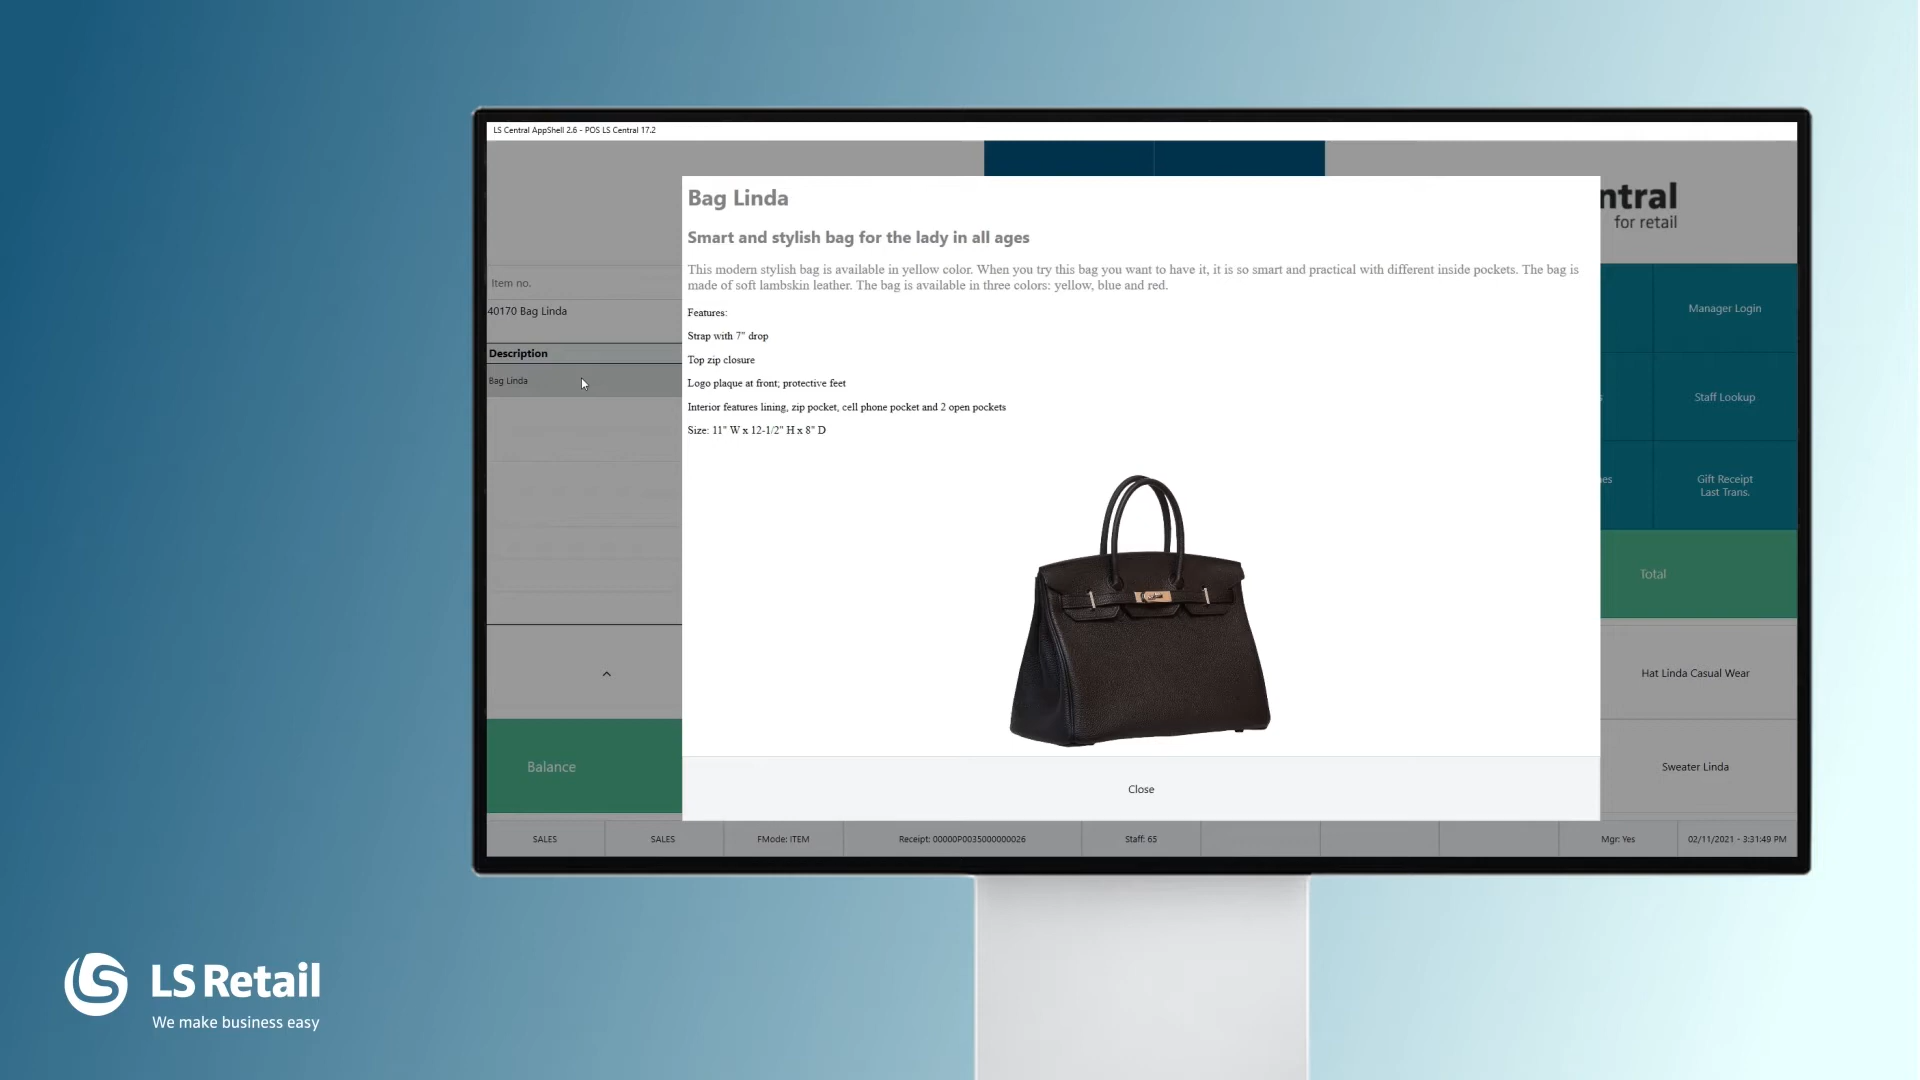 LS Central AppShell 2.6 - POS LS Central 17.2
Bag Linda
Smart and stylish bag for the lady in all ages
This modern stylish bag is available in yellow color. When you try this bag you want to have it, it is so smart and practical with different inside pockets. The bag is
made of soft lambskin leather. The bag is available in three colors: yellow, blue and red.
Features:
Strap with 7" drop
Top zip closure
Logo plaque at front; protective feet
Interior features lining, zip pocket, cell phone pocket and 2 open pockets
Size: 11" W x 12-1/2" H x 8" D
Close
ntral
for retail
Item no.
40170 Bag Linda
Description
Bag Linda
Balance
Manager Login
Staff Lookup
Gift Receipt
Last Trans.
Total
Hat Linda Casual Wear
Sweater Linda
SALES
SALES
FMode: ITEM
Receipt: 00000P0035000000026
Staff: 65
Mgr: Yes
02/11/2021 - 3:31:49 PM
LS Retail
We make business easy